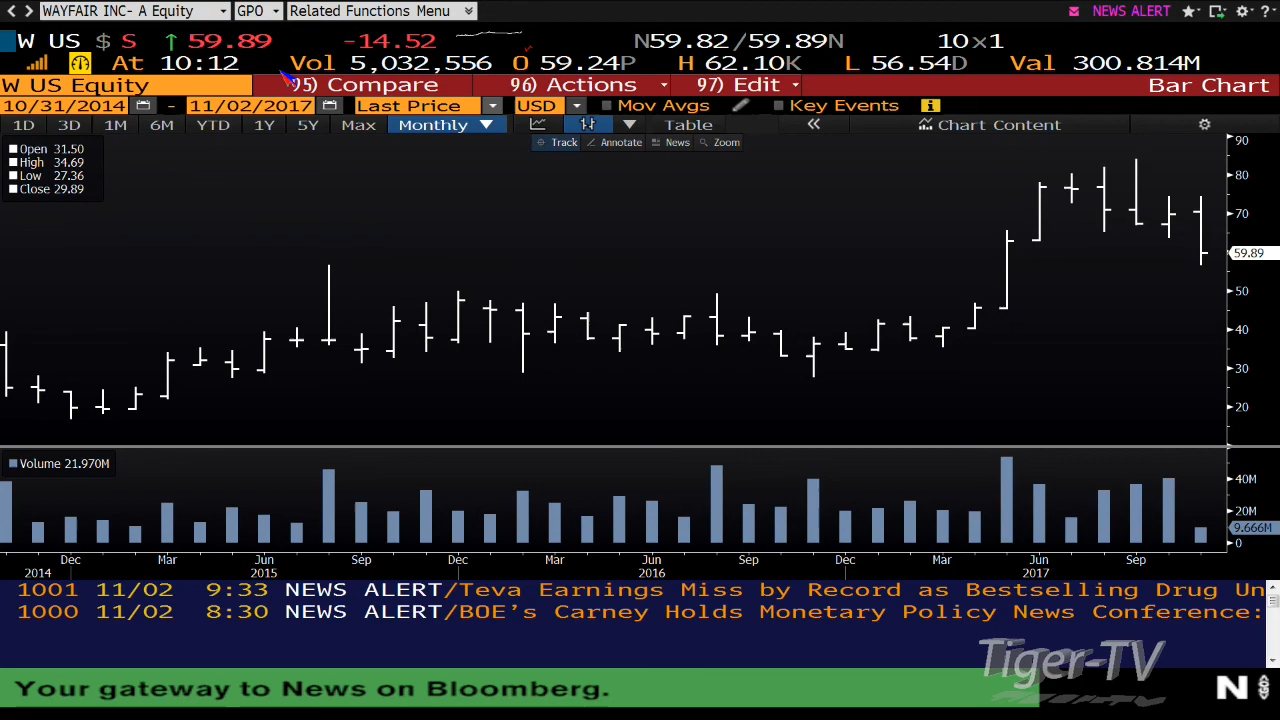 WAYFAIR INC- A Equity GPO Related Functions Menu NEWS ALERT ?
W US $ S ↑ 59.89 -14.52 N59.82/59.89N 10x1
At 10:12 Vol 5,032,556 O 59.24P H 62.10K L 56.54D Val 300.814M
W US Equity 95) Compare 96) Actions 97) Edit Bar Chart
10/31/2014 - 11/02/2017 Last Price USD Mov Avgs Key Events
1D 3D 1M 6M YTD 1Y 5Y Max Monthly ▼ Table « Chart Content
Track Annotate News Zoom
Open 31.50
High 34.69
Low 27.36
Close 29.89
90
80
70
59.89
50
40
30
20
Volume 21.970M
40M
20M
9.666M
0
Dec Mar Jun Sep Dec Mar Jun Sep Dec Mar Jun Sep
2014 2015 2016 2017
1001 11/02 9:33 NEWS ALERT/Teva Earnings Miss by Record as Bestselling Drug Un
1000 11/02 8:30 NEWS ALERT/BOE's Carney Holds Monetary Policy News Conference:
Tiger-TV
Your gateway to News on Bloomberg.
N